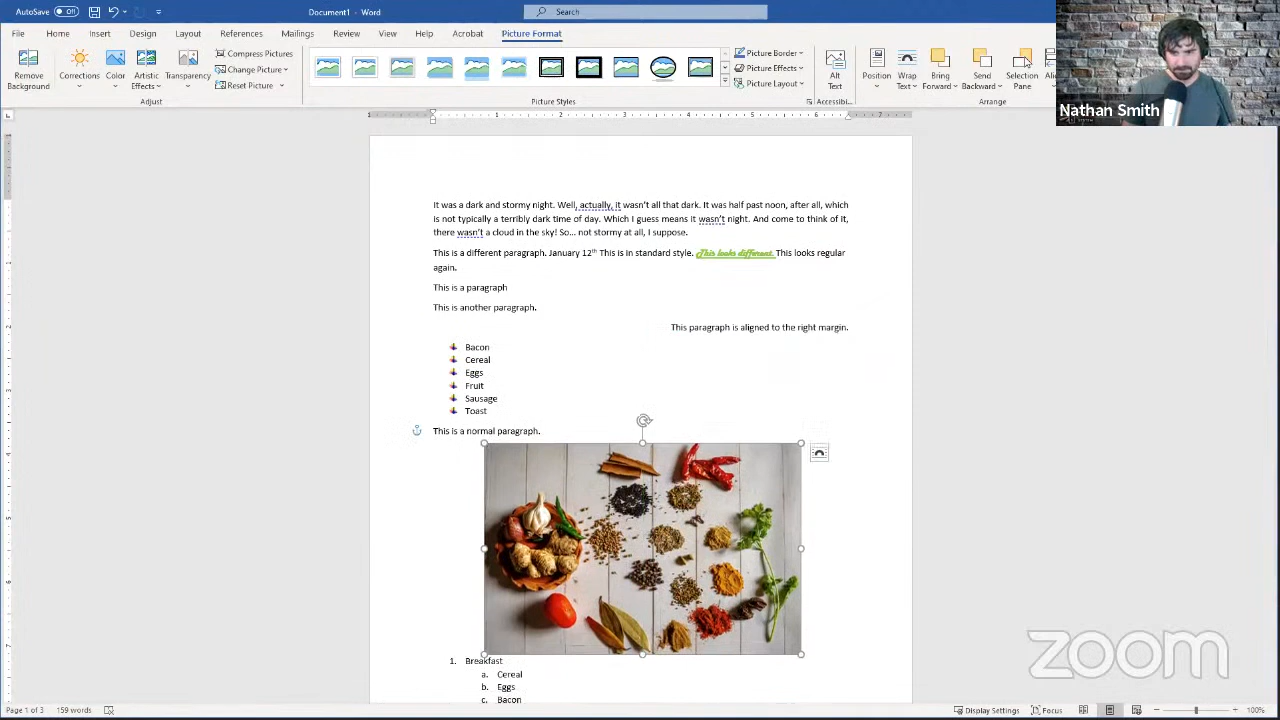 AutoSave Off
Document1 - Word
Search
File Home Insert Design Layout References Mailings Review View Help Acrobat Picture Format
Remove Background
Corrections
Color
Artistic Effects
Transparency
Compress Pictures
Change Picture
Reset Picture
Adjust
Picture Styles
Picture Border
Picture Effects
Picture Layout
Alt Text
Accessibi...
Position
Wrap Text
Bring Forward
Send Backward
Selection Pane
Arrange
Nathan Smith
It was a dark and stormy night. Well, actually, it wasn't all that dark. It was half past noon, after all, which
is not typically a terribly dark time of day. Which I guess means it wasn't night. And come to think of it,
there wasn't a cloud in the sky! So... not stormy at all, I suppose.
This is a different paragraph. January 12th This is in standard style. This looks different. This looks regular
again.
This is a paragraph
This is another paragraph.
This paragraph is aligned to the right margin.
Bacon
Cereal
Eggs
Fruit
Sausage
Toast
This is a normal paragraph.
1. Breakfast
a. Cereal
b. Eggs
c. Bacon
zoom
Page 1 of 3 159 words
Display Settings Focus 100%